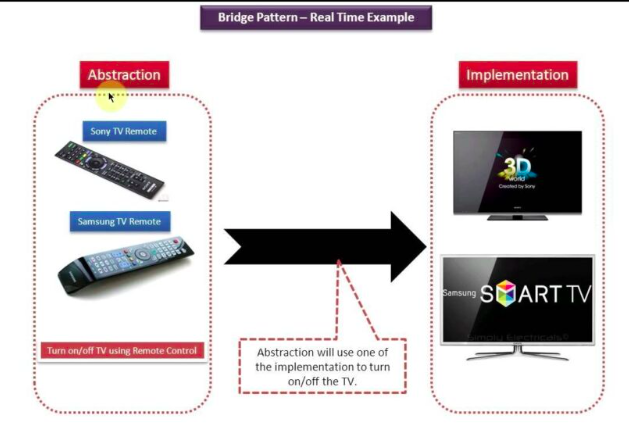 Bridge Pattern – Real Time Example
Abstraction
Implementation
Sony TV Remote
Samsung TV Remote
Turn on/off TV using Remote Control
Abstraction will use one of
the implementation to turn
on/off the TV.
3D
world
Created by Sony
Samsung SMART TV